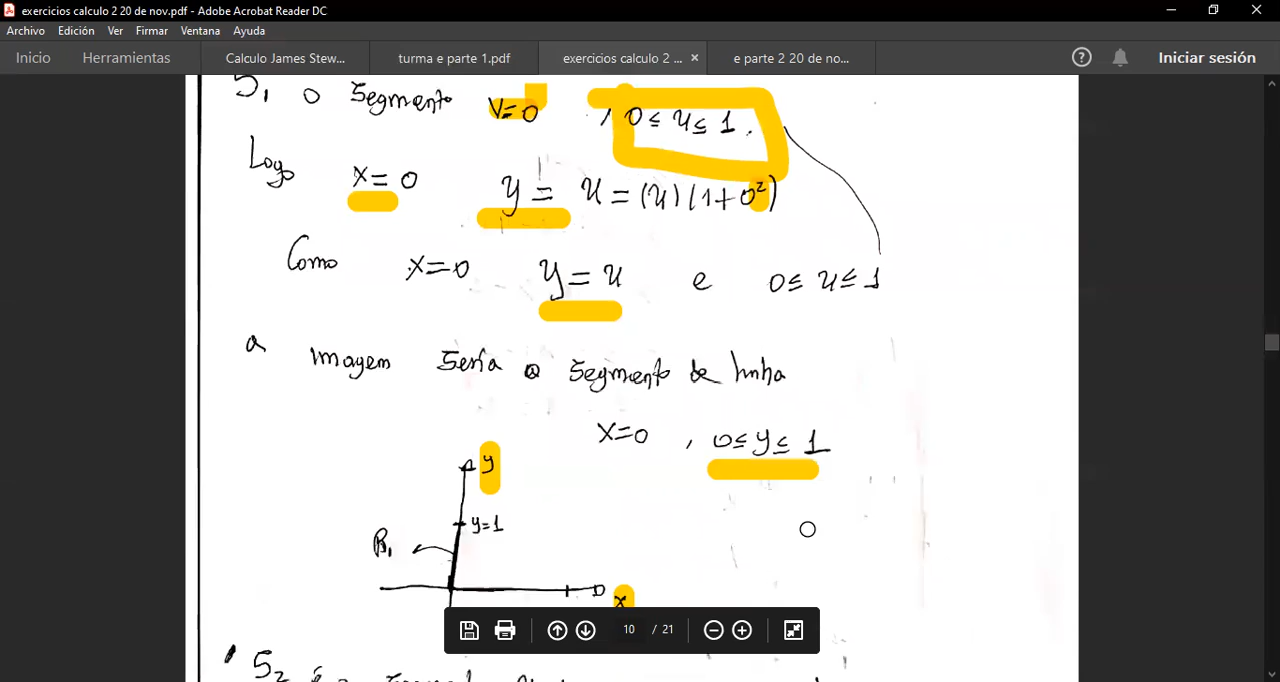 exercicios calculo 2 20 de nov.pdf - Adobe Acrobat Reader DC
Archivo Edición Ver Firmar Ventana Ayuda
Inicio Herramientas Calculo James Stew... turma e parte 1.pdf exercicios calculo 2 ... × e parte 2 20 de no... Iniciar sesión
S₁ o Segmento V=0 , 0 ≤ u ≤ 1.
Logo x=0 y = u = (u)(1+0²)
Como x=0 y = u e 0 ≤ u ≤ 1
a imagem Sería o Segmento de linha
x=0 , 0 ≤ y ≤ 1
y
y=1
R₁
x
10 / 21
S₂